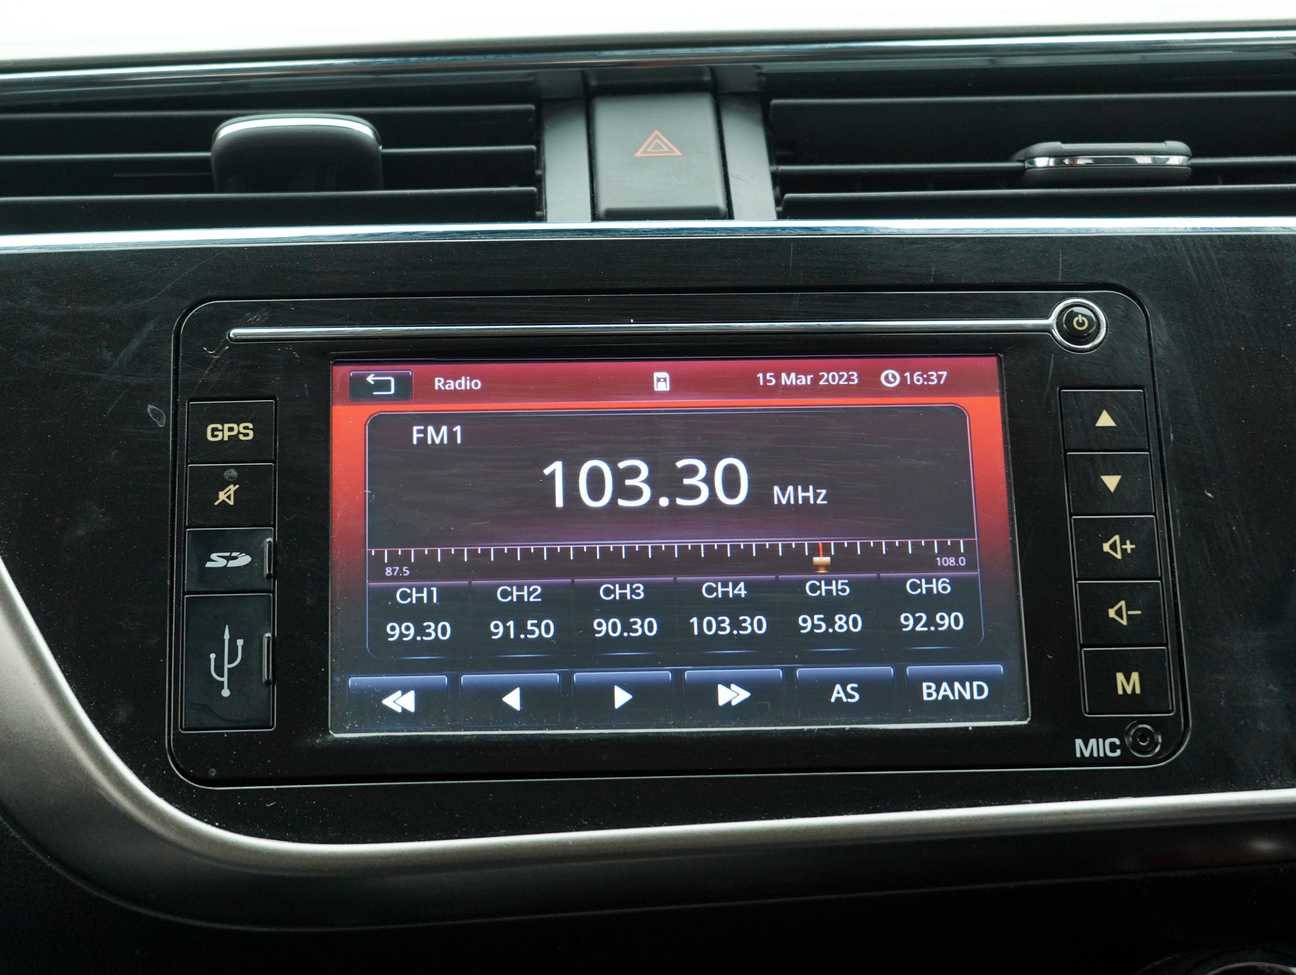 Radio 15 Mar 2023 16:37
GPS
FM1
103.30 MHz
87.5 108.0
SD
CH1 CH2 CH3 CH4 CH5 CH6
99.30 91.50 90.30 103.30 95.80 92.90
+
-
M
AS BAND
MIC